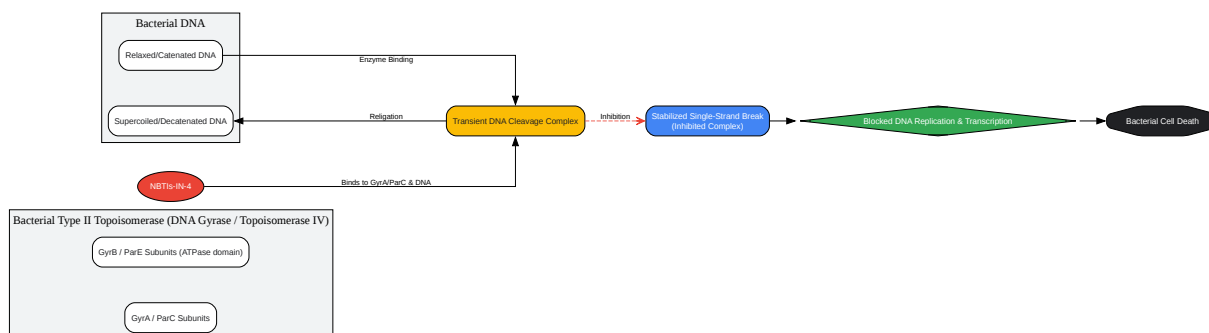 Bacterial DNA
Relaxed/Catenated DNA
Enzyme Binding
Supercoiled/Decatenated DNA
Religation
Transient DNA Cleavage Complex
Inhibition
Stabilized Single-Strand Break
(Inhibited Complex)
Blocked DNA Replication & Transcription
Bacterial Cell Death
NBTIs-IN-4
Binds to GyrA/ParC & DNA
Bacterial Type II Topoisomerase (DNA Gyrase / Topoisomerase IV)
GyrB / ParE Subunits (ATPase domain)
GyrA / ParC Subunits